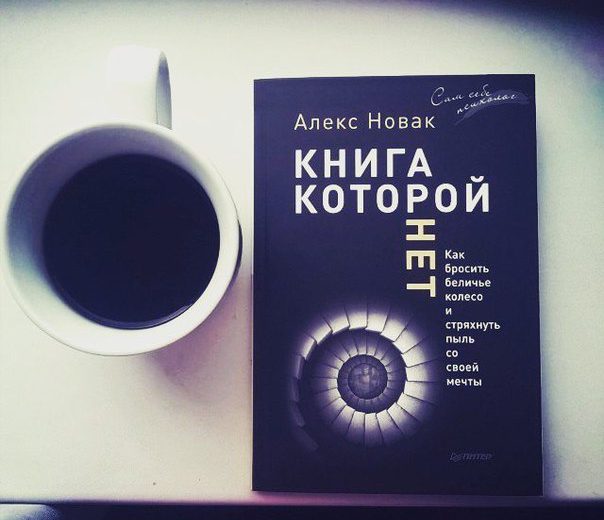 Сам себе
психолог
Алекс Новак
КНИГА
КОТОРОЙ
НЕТ
Как
бросить
беличье
колесо
и
стряхнуть
пыль
со
своей
мечты
ПИТЕР